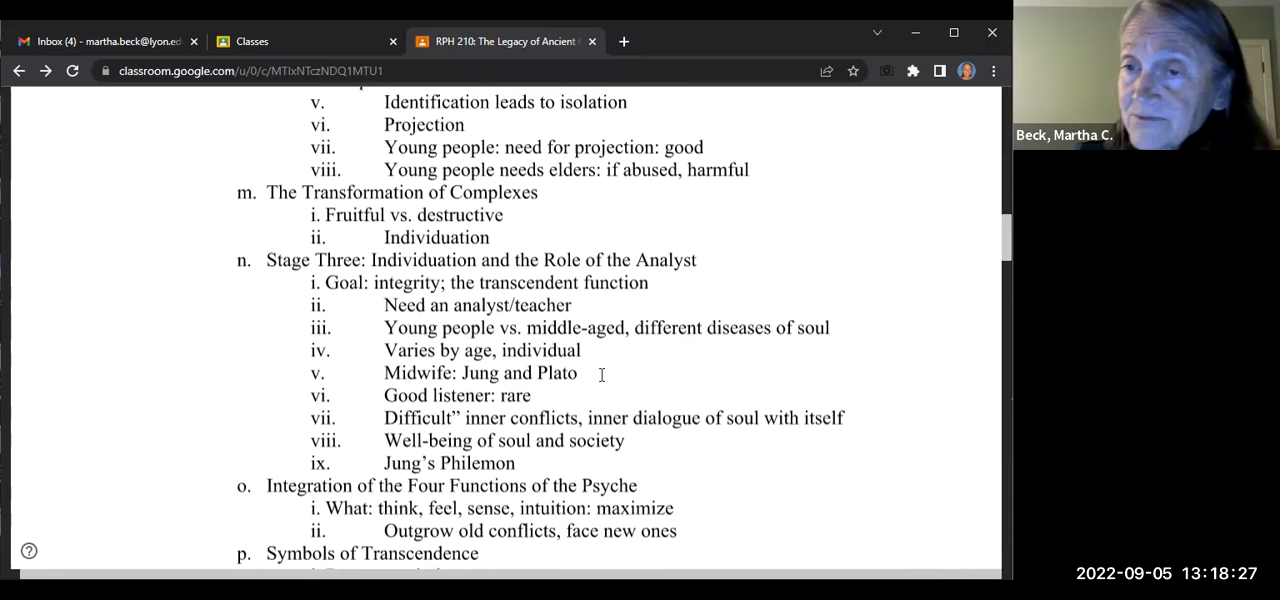 Inbox (4) - martha.beck@lyon.ed
Classes
RPH 210: The Legacy of Ancient
classroom.google.com/u/0/c/MTIxNTczNDQ1MTU1
Beck, Martha C.
v. Identification leads to isolation
vi. Projection
vii. Young people: need for projection: good
viii. Young people needs elders: if abused, harmful
m. The Transformation of Complexes
i. Fruitful vs. destructive
ii. Individuation
n. Stage Three: Individuation and the Role of the Analyst
i. Goal: integrity; the transcendent function
ii. Need an analyst/teacher
iii. Young people vs. middle-aged, different diseases of soul
iv. Varies by age, individual
v. Midwife: Jung and Plato
vi. Good listener: rare
vii. Difficult” inner conflicts, inner dialogue of soul with itself
viii. Well-being of soul and society
ix. Jung’s Philemon
o. Integration of the Four Functions of the Psyche
i. What: think, feel, sense, intuition: maximize
ii. Outgrow old conflicts, face new ones
p. Symbols of Transcendence
2022-09-05 13:18:27